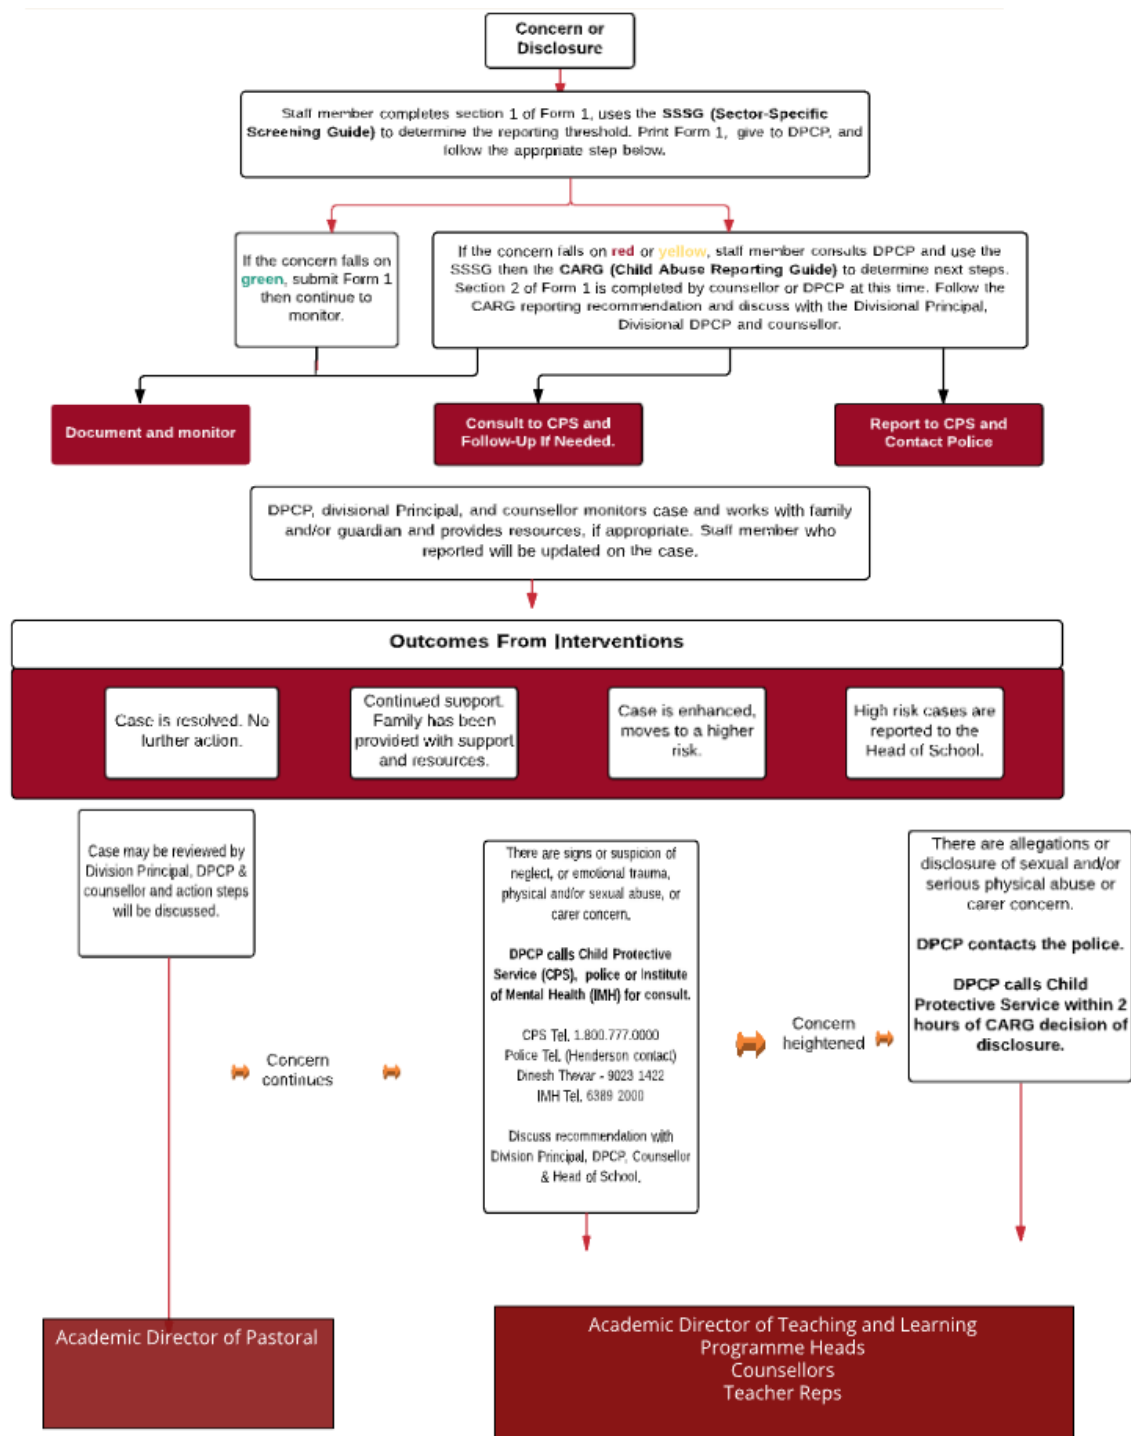 Concern or
Disclosure
Staff member completes section 1 of Form 1, uses the SSSG (Sector-Specific
Screening Guide) to determine the reporting threshold. Print Form 1, give to DPCP, and
follow the apprpriate step below.
If the concern falls on
green, submit Form 1
then continue to
monitor.
If the concern falls on red or yellow, staff member consults DPCP and use the
SSSG then the CARG (Child Abuse Reporting Guide) to determine next steps.
Section 2 of Form 1 is completed by counsellor or DPCP at this time. Follow the
CARG reporting recommendation and discuss with the Divisional Principal,
Divisional DPCP and counsellor.
Document and monitor
Consult to CPS and
Follow-Up If Needed.
Report to CPS and
Contact Police
DPCP, divisional Principal, and counsellor monitors case and works with family
and/or guardian and provides resources, if appropriate. Staff member who
reported will be updated on the case.
Outcomes From Interventions
Case is resolved. No
further action.
Continued support.
Family has been
provided with support
and resources.
Case is enhanced,
moves to a higher
risk.
High risk cases are
reported to the
Head of School.
Case may be reviewed by
Division Principal, DPCP &
counsellor and action steps
will be discussed.
Concern
continues
There are signs or suspicion of
neglect, or emotional trauma,
physical and/or sexual abuse, or
carer concern.
DPCP calls Child Protective
Service (CPS), police or Institute
of Mental Health (IMH) for consult.
CPS Tel. 1.800.777.0000
Police Tel. (Henderson contact)
Dinesh Thevar - 9023 1422
IMH Tel. 6389 2000
Discuss recommendation with
Division Principal, DPCP, Counsellor
& Head of School.
Concern
heightened
There are allegations or
disclosure of sexual and/or
serious physical abuse or
carer concern.
DPCP contacts the police.
DPCP calls Child
Protective Service within 2
hours of CARG decision of
disclosure.
Academic Director of Pastoral
Academic Director of Teaching and Learning
Programme Heads
Counsellors
Teacher Reps